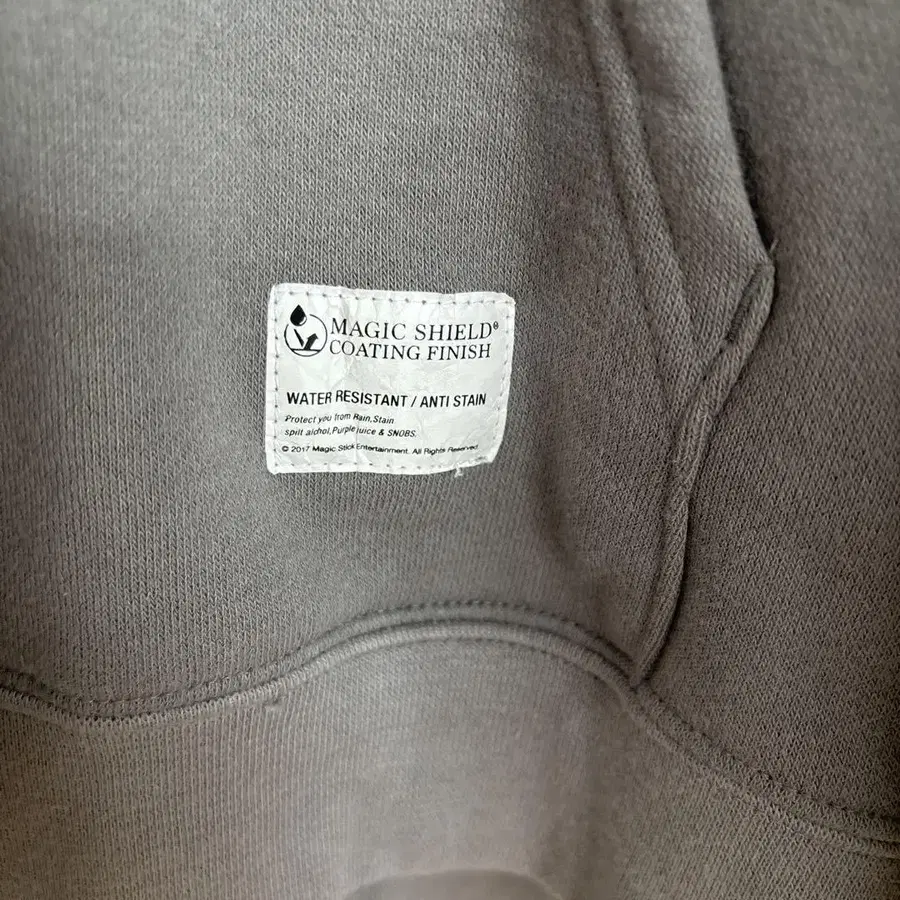 MAGIC SHIELD®
COATING FINISH
WATER RESISTANT / ANTI STAIN
Protect you from Rain,Stain
spilt alchol,Purple juice & SNOBS.
© 2017 Magic Stick Entertainment. All Rights Reserved